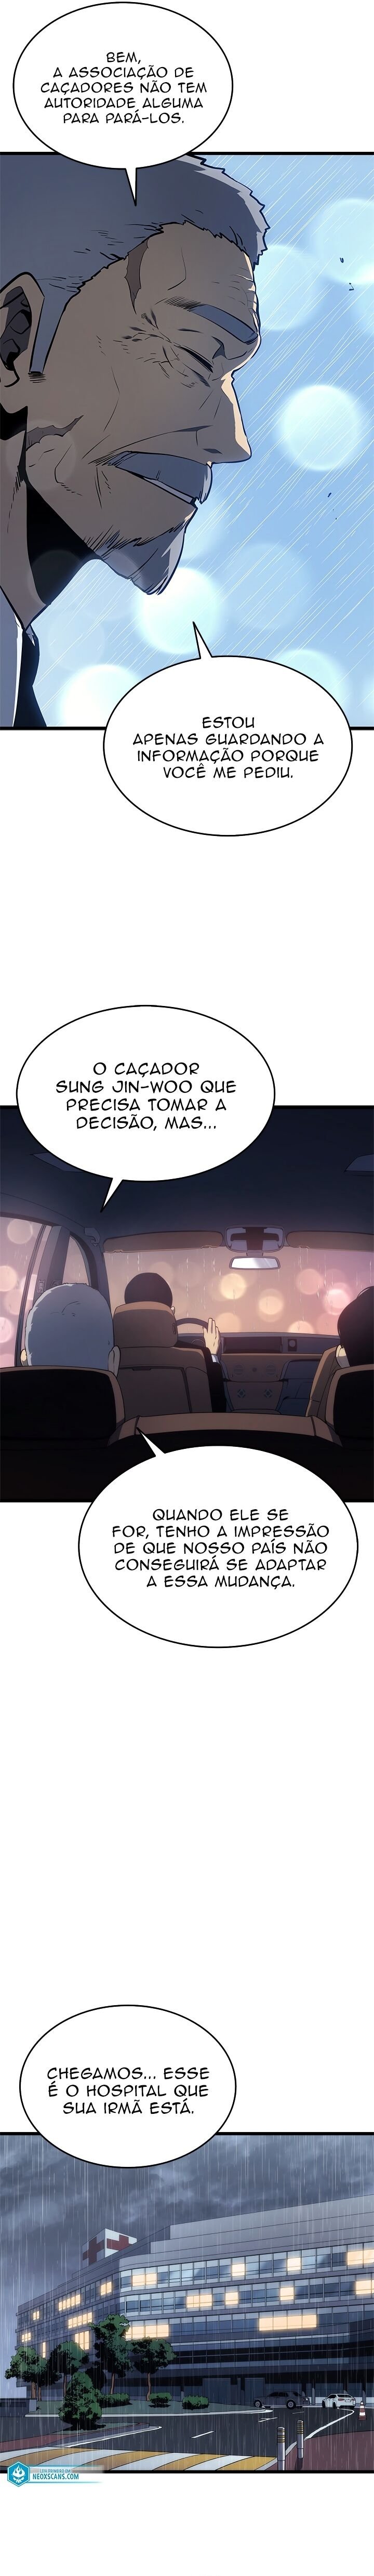 BEM,
A ASSOCIAÇÃO DE
CAÇADORES NÃO TEM
AUTORIDADE ALGUMA
PARA PARÁ-LOS.
ESTOU
APENAS GUARDANDO A
INFORMAÇÃO PORQUE
VOCÊ ME PEDIU.
O CAÇADOR
SUNG JIN-WOO QUE
PRECISA TOMAR A
DECISÃO, MAS...
QUANDO ELE SE
FOR, TENHO A IMPRESSÃO
DE QUE NOSSO PAÍS NÃO
CONSEGUIRÁ SE ADAPTAR
A ESSA MUDANÇA.
CHEGAMOS... ESSE
É O HOSPITAL QUE
SUA IRMÃ ESTÁ.
NEOXSCANS.COM